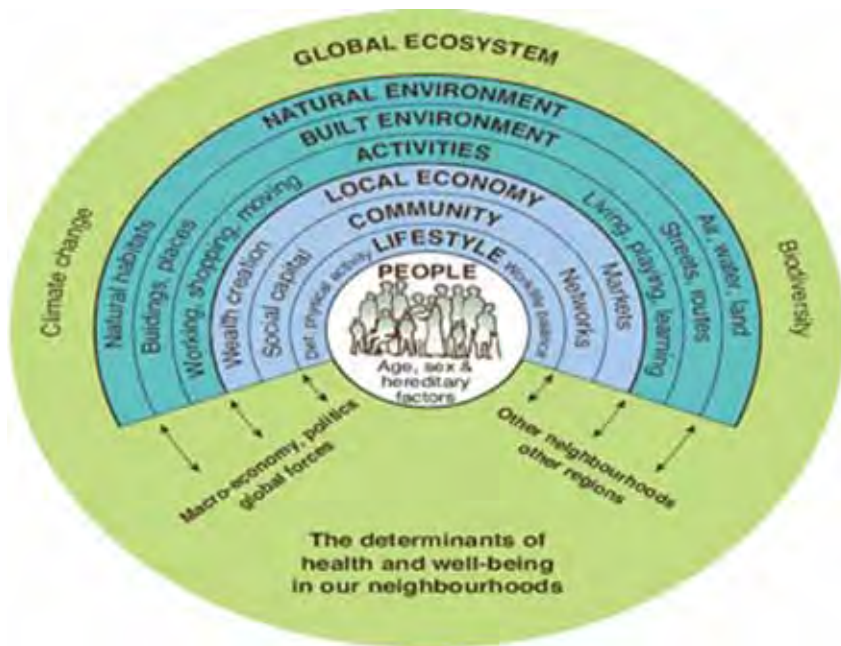 GLOBAL ECOSYSTEM
NATURAL ENVIRONMENT
BUILT ENVIRONMENT
ACTIVITIES
LOCAL ECONOMY
COMMUNITY
LIFESTYLE
PEOPLE
Age, sex &
hereditary
factors
Climate change
Natural habitats
Buidings, places
Working, shopping, moving
Wealth creation
Social capital
Diet, physical activity
Work/life balance
Networks
Markets
Living, playing, learning
Streets, routes
Air, water, land
Biodiversity
Macro-economy, politics
global forces
Other neighbourhoods
other regions
The determinants of
health and well-being
in our neighbourhoods